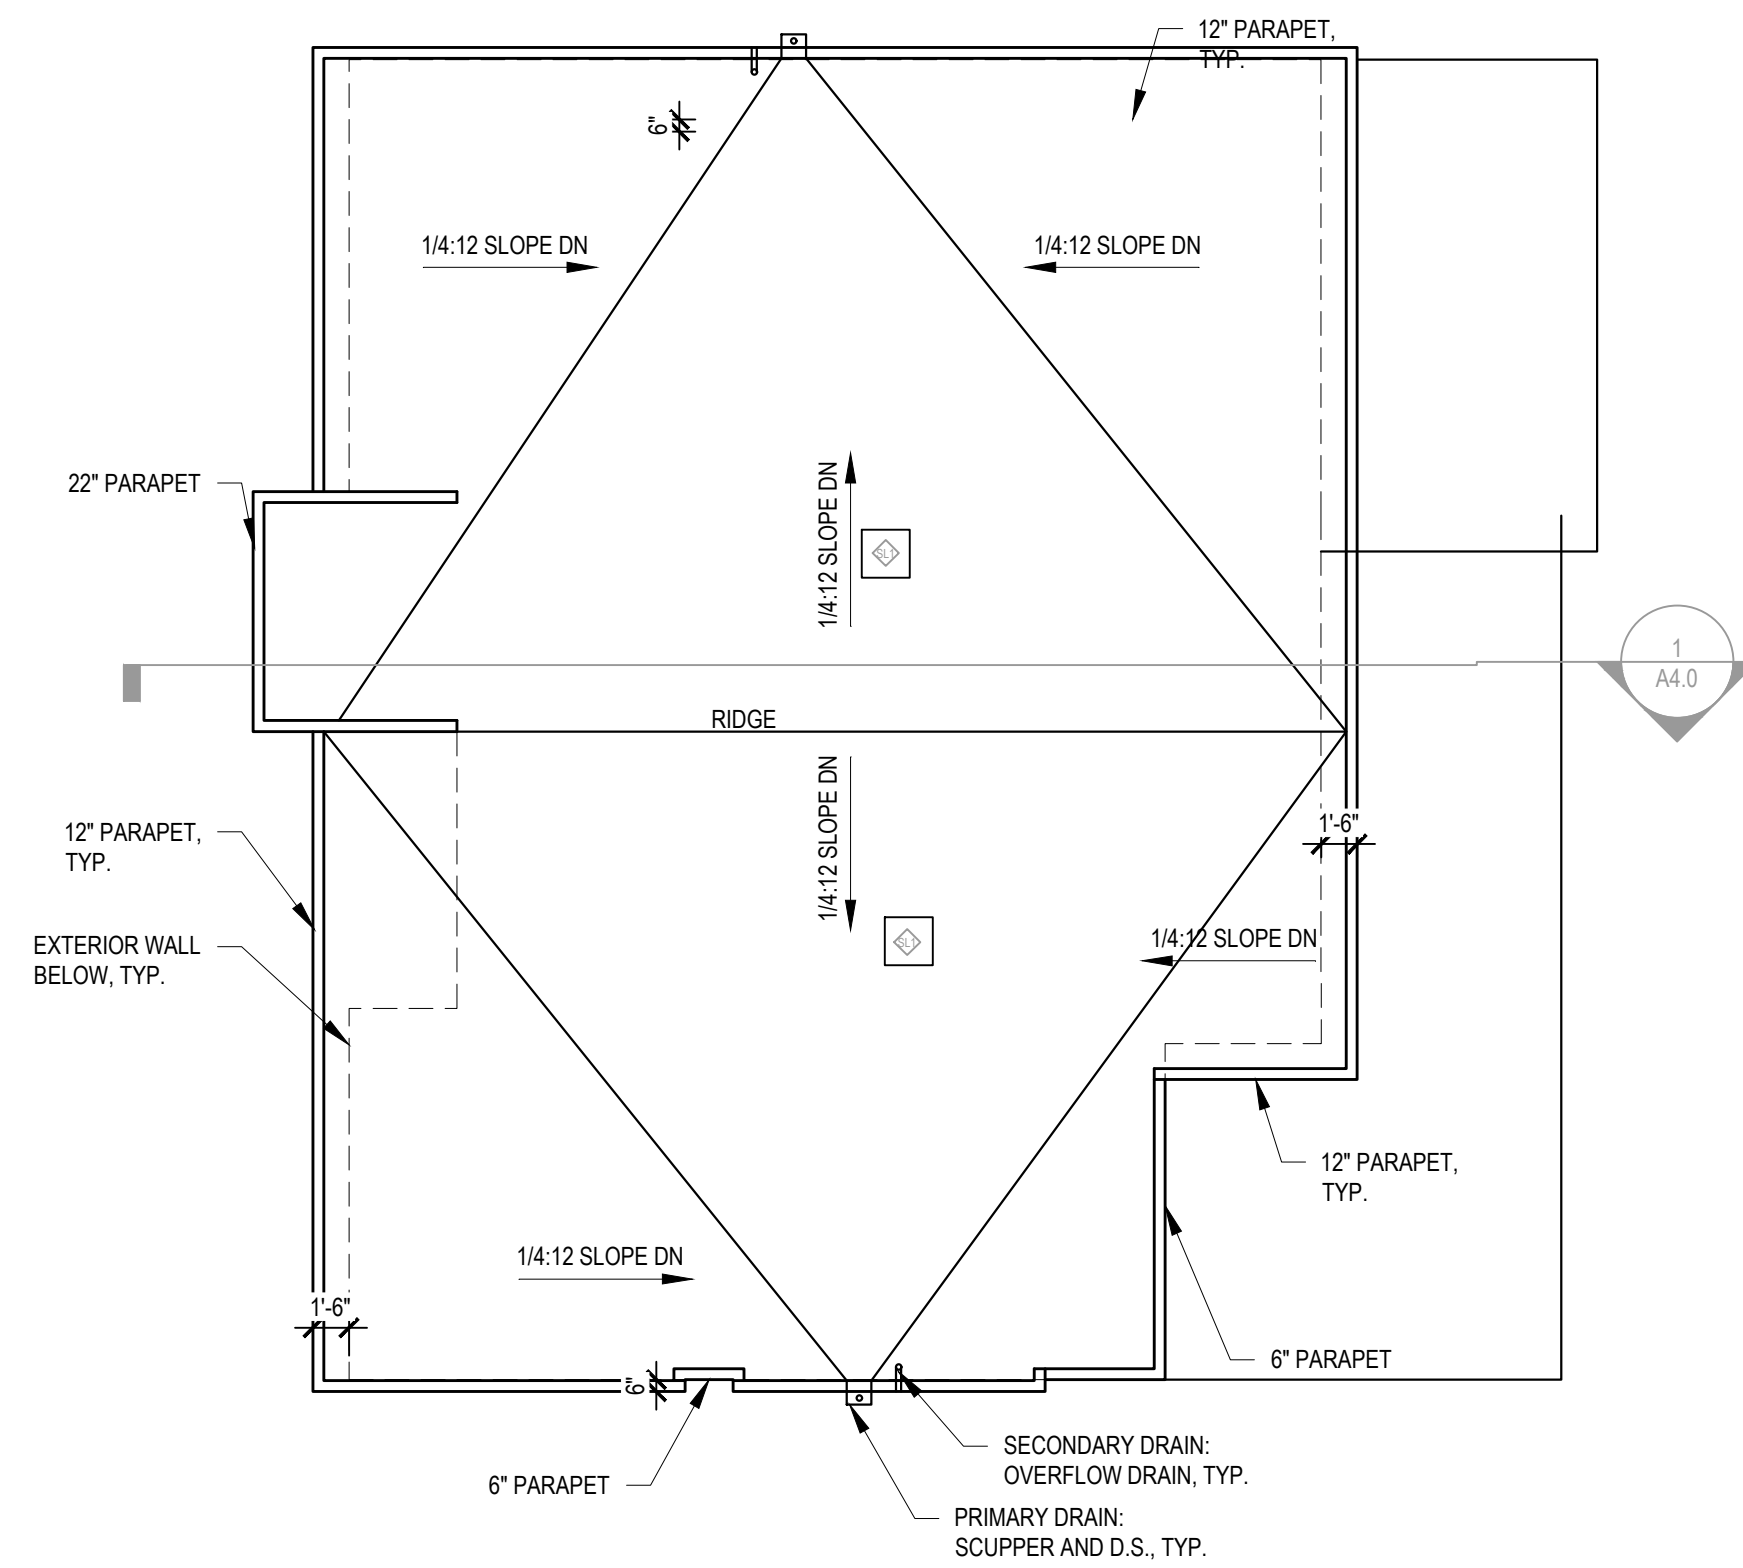 12" PARAPET,
TYP.
6"
1/4:12 SLOPE DN
1/4:12 SLOPE DN
22" PARAPET
1/4:12 SLOPE DN
SL1
1
A4.0
RIDGE
1/4:12 SLOPE DN
12" PARAPET,
TYP.
1'-6"
EXTERIOR WALL
BELOW, TYP.
SL1
1/4:12 SLOPE DN
12" PARAPET,
TYP.
1/4:12 SLOPE DN
1'-6"
6" PARAPET
6"
6" PARAPET
SECONDARY DRAIN:
OVERFLOW DRAIN, TYP.
PRIMARY DRAIN:
SCUPPER AND D.S., TYP.